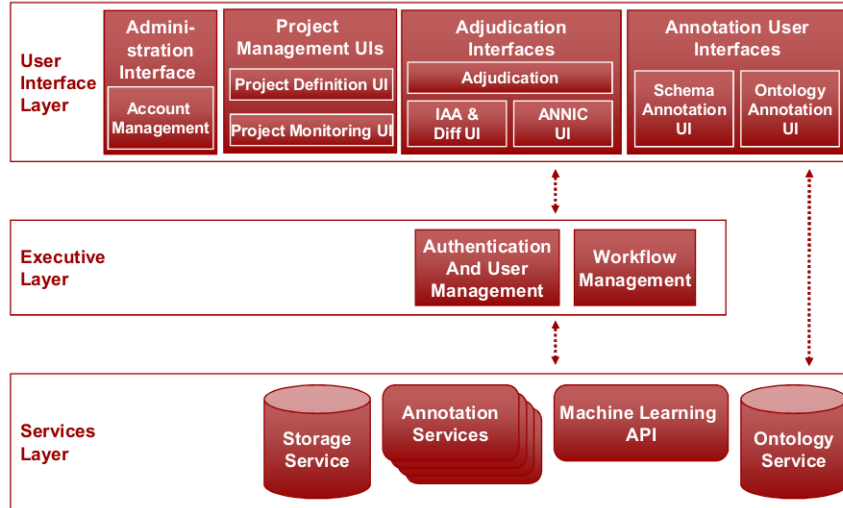 User
Interface
Layer
Admini-
stration
Interface
Account
Management
Project
Management UIs
Project Definition UI
Project Monitoring UI
Adjudication
Interfaces
Adjudication
IAA &
Diff UI
ANNIC
UI
Annotation User
Interfaces
Schema
Annotation
UI
Ontology
Annotation
UI
Executive
Layer
Authentication
And User
Management
Workflow
Management
Services
Layer
Storage
Service
Annotation
Services
Machine Learning
API
Ontology
Service